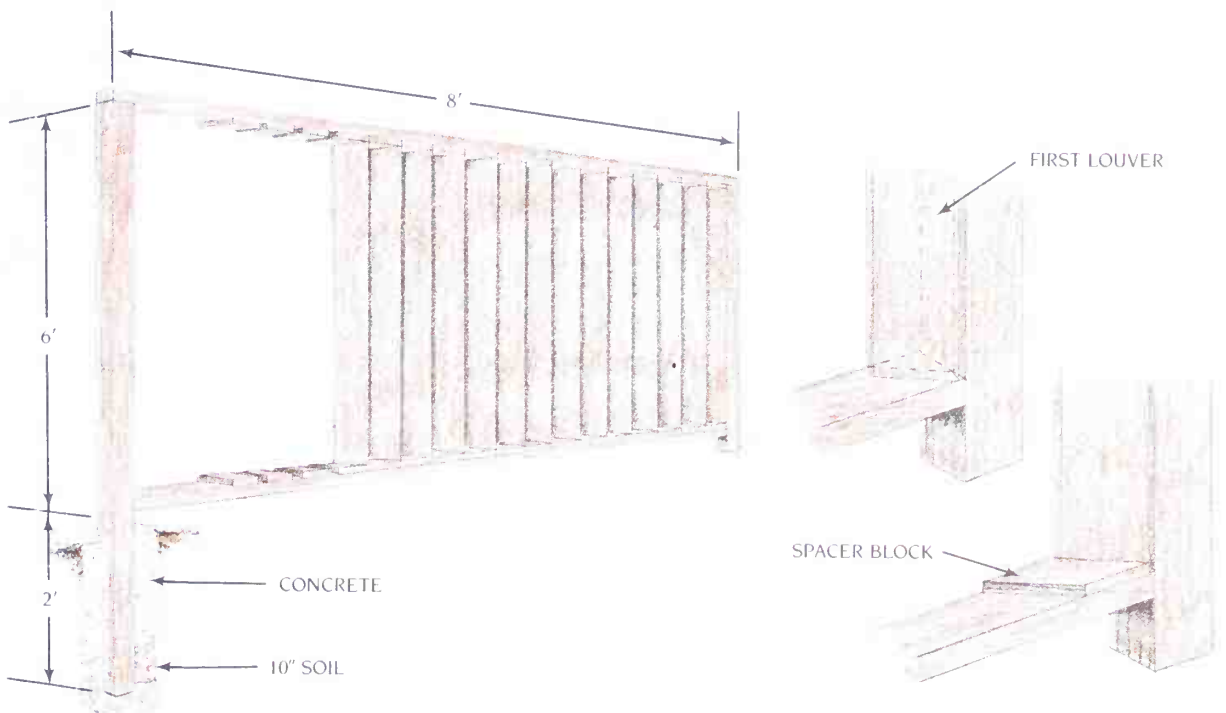 8'
FIRST LOUVER
6'
SPACER BLOCK
CONCRETE
2'
10" SOIL